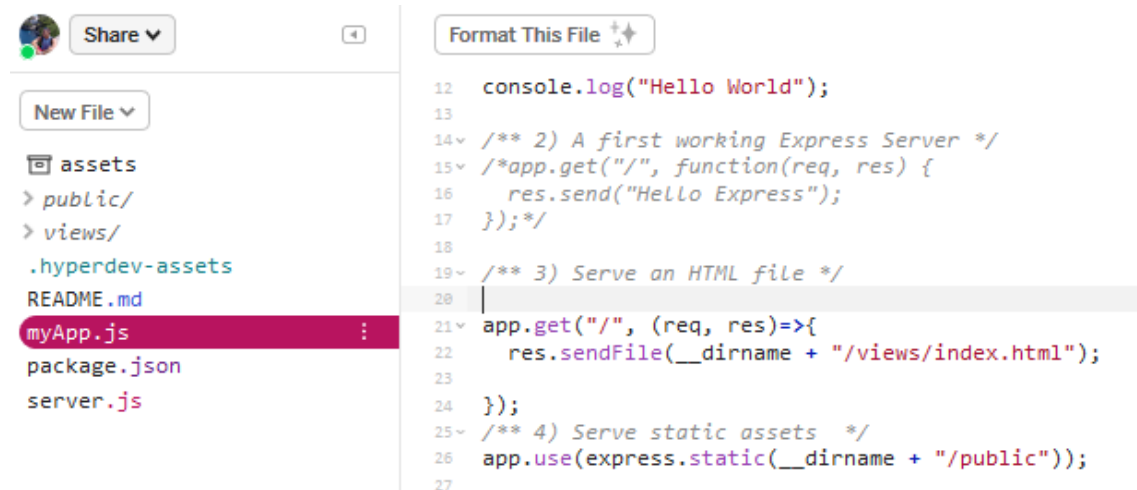 Share
New File
assets
public/
views/
.hyperdev-assets
README.md
myApp.js
package.json
server.js
Format This File
12 console.log("Hello World");
13
14 /** 2) A first working Express Server */
15 /*app.get("/", function(req, res) {
16   res.send("Hello Express");
17 });*/
18
19 /** 3) Serve an HTML file */
20
21 app.get("/", (req, res)=>{
22   res.sendFile(__dirname + "/views/index.html");
23
24 });
25 /** 4) Serve static assets  */
26 app.use(express.static(__dirname + "/public"));
27